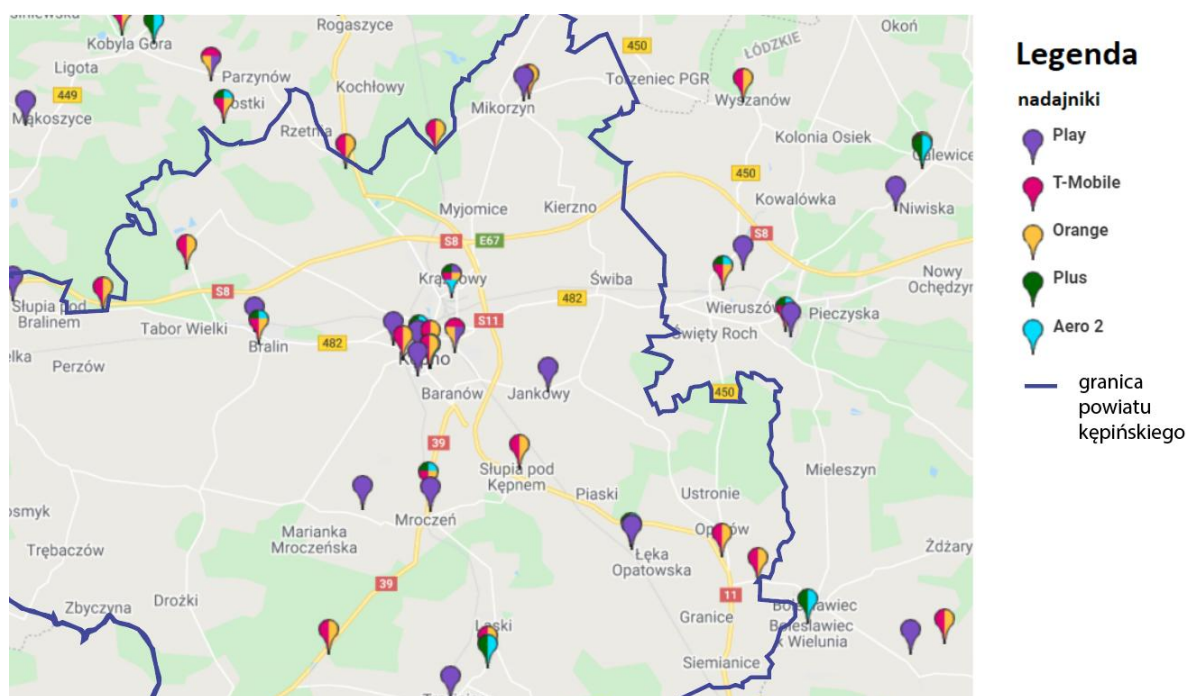 Rogaszyce
Okoń
Kobyla Góra
450
ŁÓDZKIE
Ligota
Parzynów
Torzeniec PGR
Kochłowy
449
Mąkoszyce
Mikorzyn
Wyszanów
Rzetnia
Kolonia Osiek
Galewice
450
Kowalówka
Niwiska
Myjomice
Kierzno
S8
E67
S8
Krążkowy
Świba
Nowy
Ochędzyn
S8
482
Słupia pod
Bralinem
Wieruszów
Pieczyska
Tabor Wielki
S11
Bralin
482
Święty Roch
Perzów
Baranów
Jankowy
450
39
Słupia pod
Kępnem
Mieleszyn
Piaski
Ustronie
Mroczeń
Marianka
Mroczeńska
Opatów
Trębaczów
Łęka
Opatowska
Żdżary
39
11
Zbyczyna
Drożki
Bolesławiec
Granice
Bolesławiec
k Wielunia
Łęski
Siemianice
Legenda
nadajniki
Play
T-Mobile
Orange
Plus
Aero 2
granica
powiatu
kępińskiego